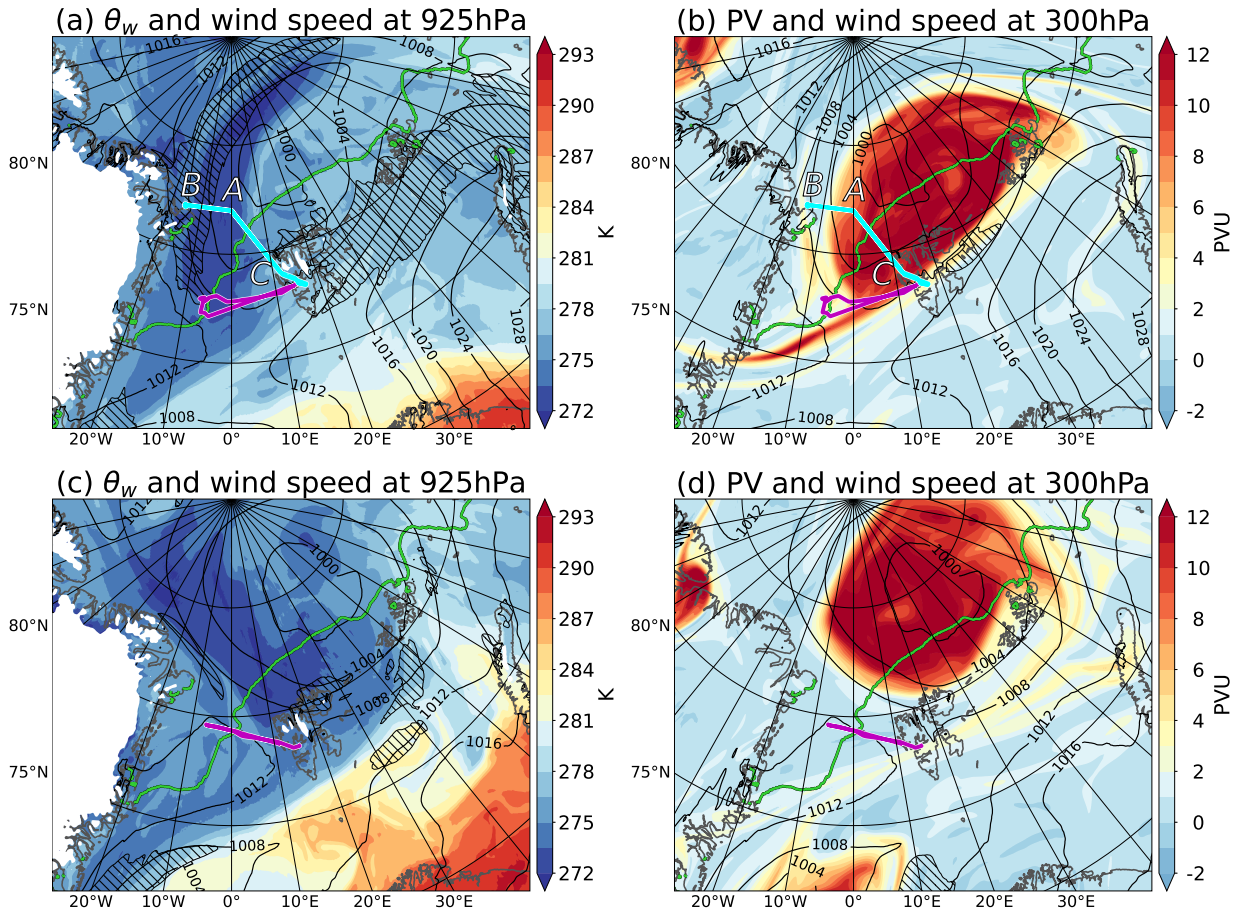 (a) θw and wind speed at 925hPa
1016
1012
1008
1004
1000
80°N
75°N
B
A
C
1012
1008
1012
1016
1020
1024
1028
20°W 10°W 0° 10°E 20°E 30°E
293
290
287
284
281
278
275
272
K
(b) PV and wind speed at 300hPa
1016
1012
1008
1004
1000
80°N
75°N
B
A
C
1012
1008
1012
1016
1020
1024
1028
20°W 10°W 0° 10°E 20°E 30°E
12
10
8
6
4
2
0
-2
PVU
(c) θw and wind speed at 925hPa
1012
1000
1004
1008
1012
1016
80°N
75°N
1012
1008
1004
20°W 10°W 0° 10°E 20°E 30°E
293
290
287
284
281
278
275
272
K
(d) PV and wind speed at 300hPa
1012
1000
1004
1008
1012
1016
80°N
75°N
1012
1008
1004
20°W 10°W 0° 10°E 20°E 30°E
12
10
8
6
4
2
0
-2
PVU